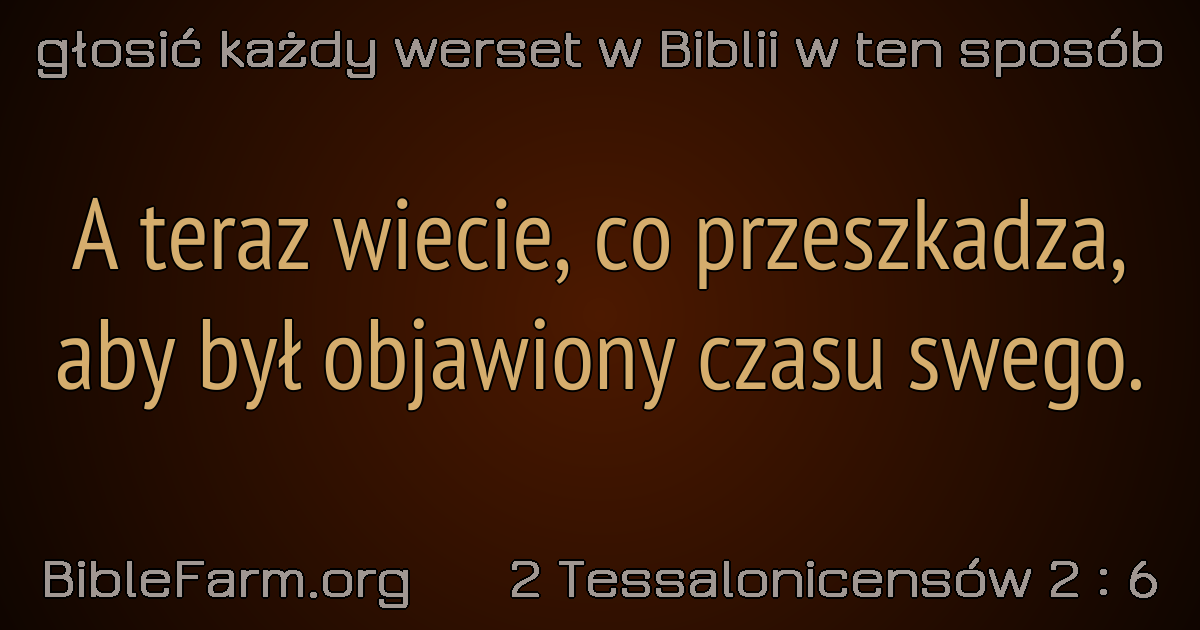 głosić każdy werset w Biblii w ten sposób
A teraz wiecie, co przeszkadza,
aby był objawiony czasu swego.
BibleFarm.org 2 Tessalonicensów 2 : 6